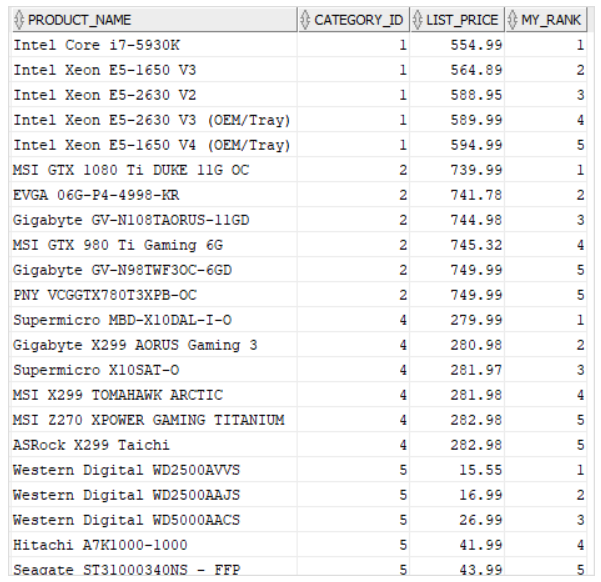 PRODUCT_NAME CATEGORY_ID LIST_PRICE MY_RANK
Intel Core i7-5930K 1 554.99 1
Intel Xeon E5-1650 V3 1 564.89 2
Intel Xeon E5-2630 V2 1 588.95 3
Intel Xeon E5-2630 V3 (OEM/Tray) 1 589.99 4
Intel Xeon E5-1650 V4 (OEM/Tray) 1 594.99 5
MSI GTX 1080 Ti DUKE 11G OC 2 739.99 1
EVGA 06G-P4-4998-KR 2 741.78 2
Gigabyte GV-N108TAORUS-11GD 2 744.98 3
MSI GTX 980 Ti Gaming 6G 2 745.32 4
Gigabyte GV-N98TWF3OC-6GD 2 749.99 5
PNY VCGGTX780T3XPB-OC 2 749.99 5
Supermicro MBD-X10DAL-I-O 4 279.99 1
Gigabyte X299 AORUS Gaming 3 4 280.98 2
Supermicro X10SAT-O 4 281.97 3
MSI X299 TOMAHAWK ARCTIC 4 281.98 4
MSI Z270 XPOWER GAMING TITANIUM 4 282.98 5
ASRock X299 Taichi 4 282.98 5
Western Digital WD2500AVVS 5 15.55 1
Western Digital WD2500AAJS 5 16.99 2
Western Digital WD5000AACS 5 26.99 3
Hitachi A7K1000-1000 5 41.99 4
Seagate ST31000340NS - FFP 5 43.99 5